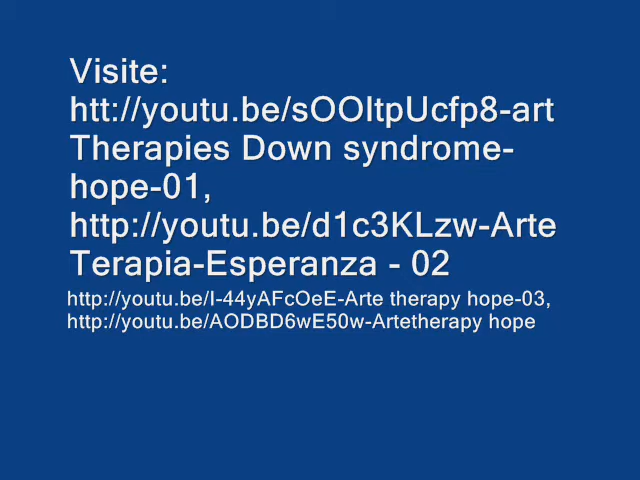 Visite:
htt://youtu.be/sOOltpUcfp8-art
Therapies Down syndrome-
hope-01,
http://youtu.be/d1c3KLzw-Arte
Terapia-Esperanza - 02
http://youtu.be/I-44yAFcOeE-Arte therapy hope-03,
http://youtu.be/AODBD6wE50w-Artetherapy hope